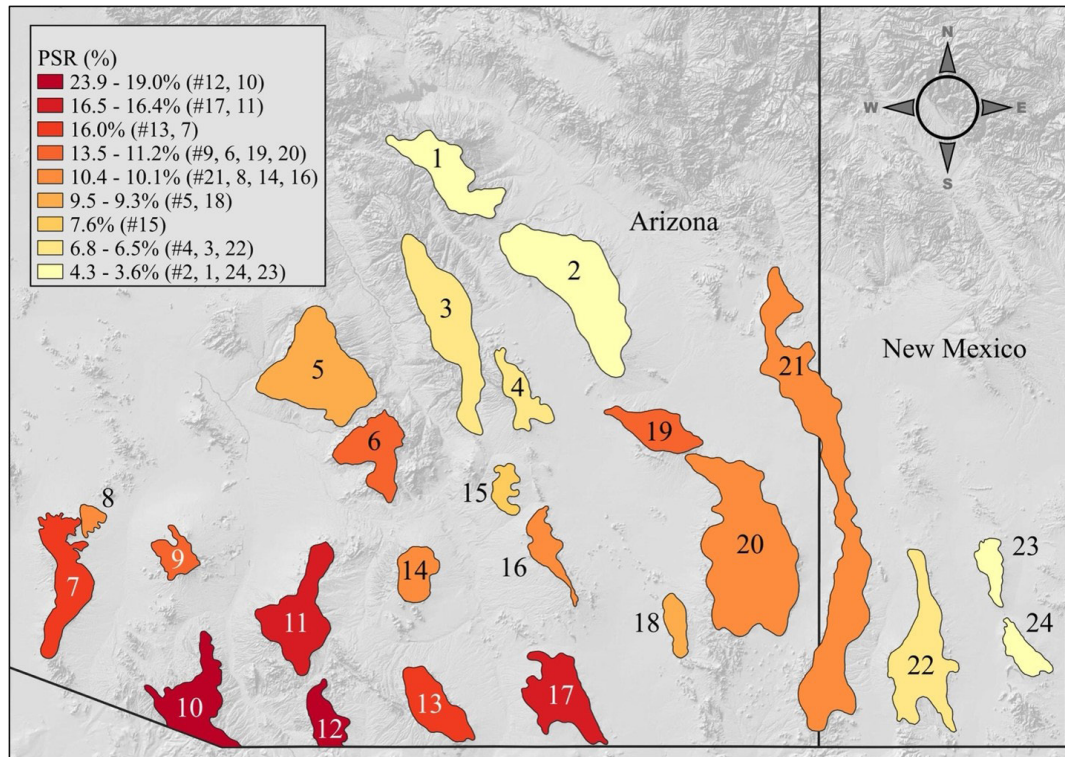 PSR (%)
23.9 - 19.0% (#12, 10)
16.5 - 16.4% (#17, 11)
16.0% (#13, 7)
13.5 - 11.2% (#9, 6, 19, 20)
10.4 - 10.1% (#21, 8, 14, 16)
9.5 - 9.3% (#5, 18)
7.6% (#15)
6.8 - 6.5% (#4, 3, 22)
4.3 - 3.6% (#2, 1, 24, 23)
N
W
E
S
Arizona
New Mexico
1
2
3
4
5
6
7
8
9
10
11
12
13
14
15
16
17
18
19
20
21
22
23
24